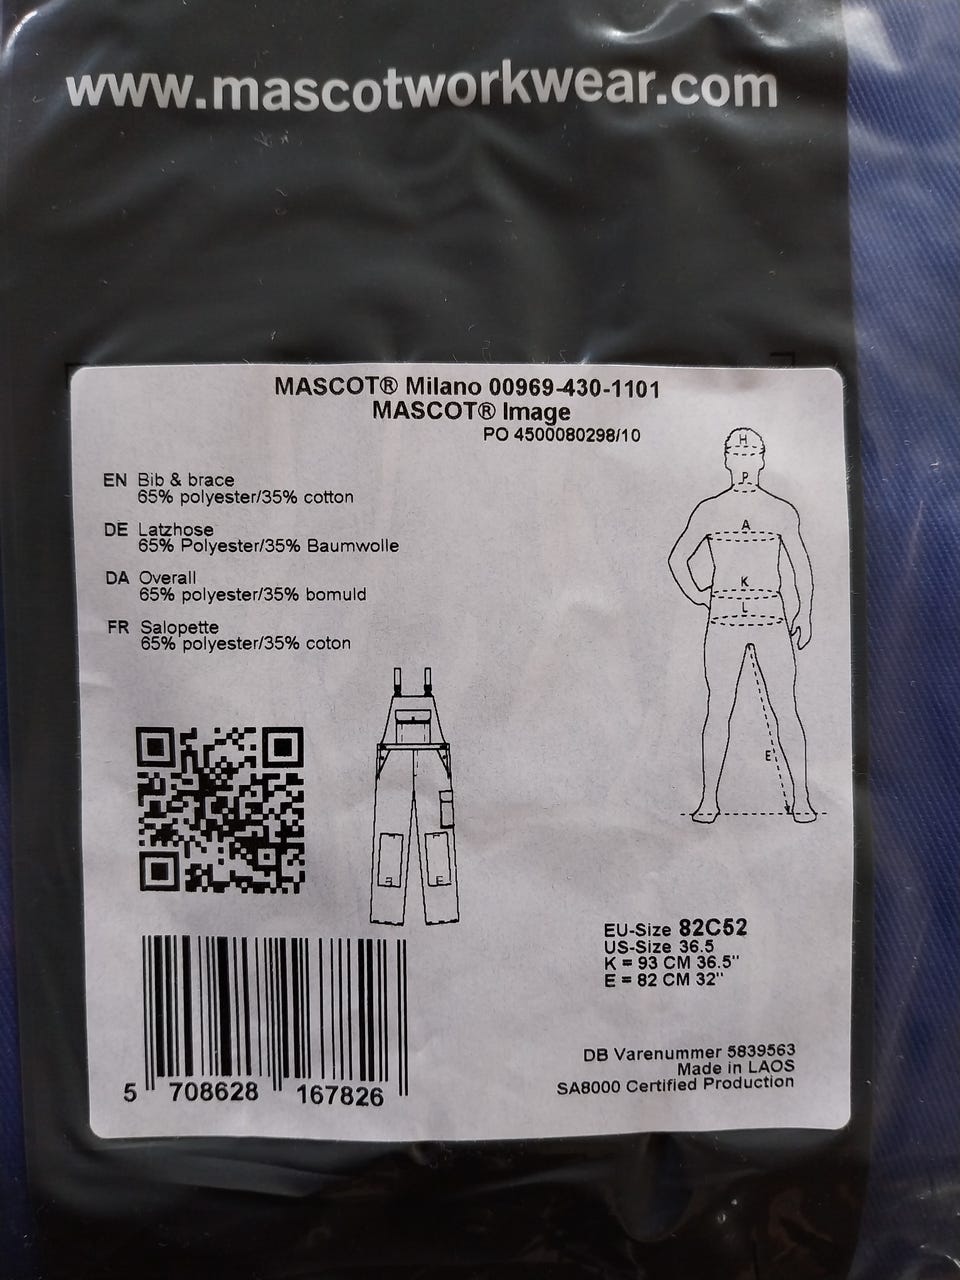 www.mascotworkwear.com
MASCOT® Milano 00969-430-1101
MASCOT® Image
PO 4500080298/10
EN Bib & brace
65% polyester/35% cotton
DE Latzhose
65% Polyester/35% Baumwolle
DA Overall
65% polyester/35% bomuld
FR Salopette
65% polyester/35% coton
H
P
A
K
L
E
E E
EU-Size 82C52
US-Size 36.5
K = 93 CM 36.5"
E = 82 CM 32"
DB Varenummer 5839563
Made in LAOS
SA8000 Certified Production
5 708628 167826